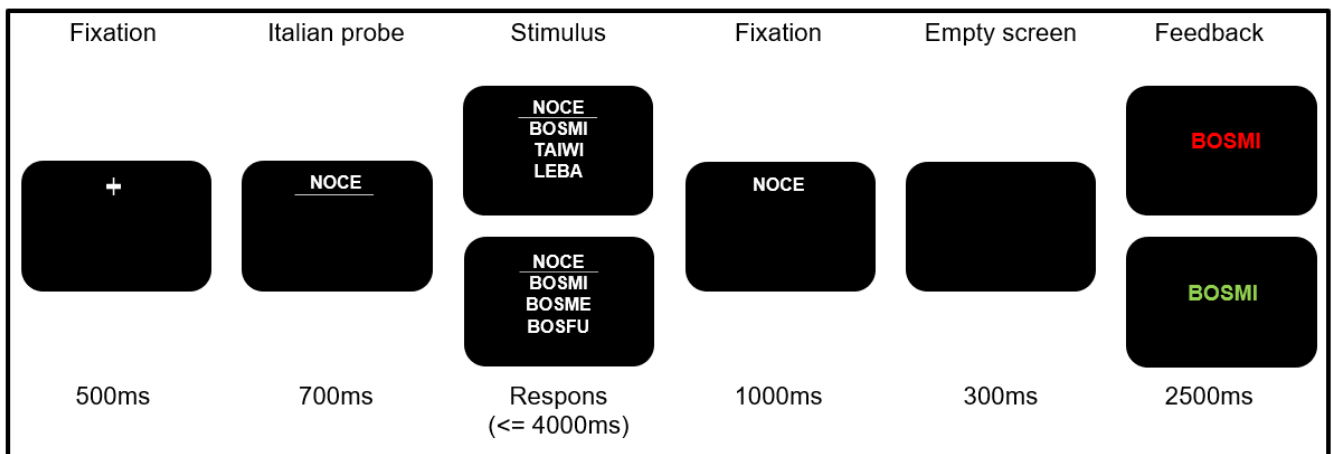 Fixation
Italian probe
Stimulus
Fixation
Empty screen
Feedback
NOCE
NOCE
BOSMI
TAIWI
LEBA
NOCE
BOSMI
BOSME
BOSFU
NOCE
BOSMI
BOSMI
500ms
700ms
Respons
(<= 4000ms)
1000ms
300ms
2500ms